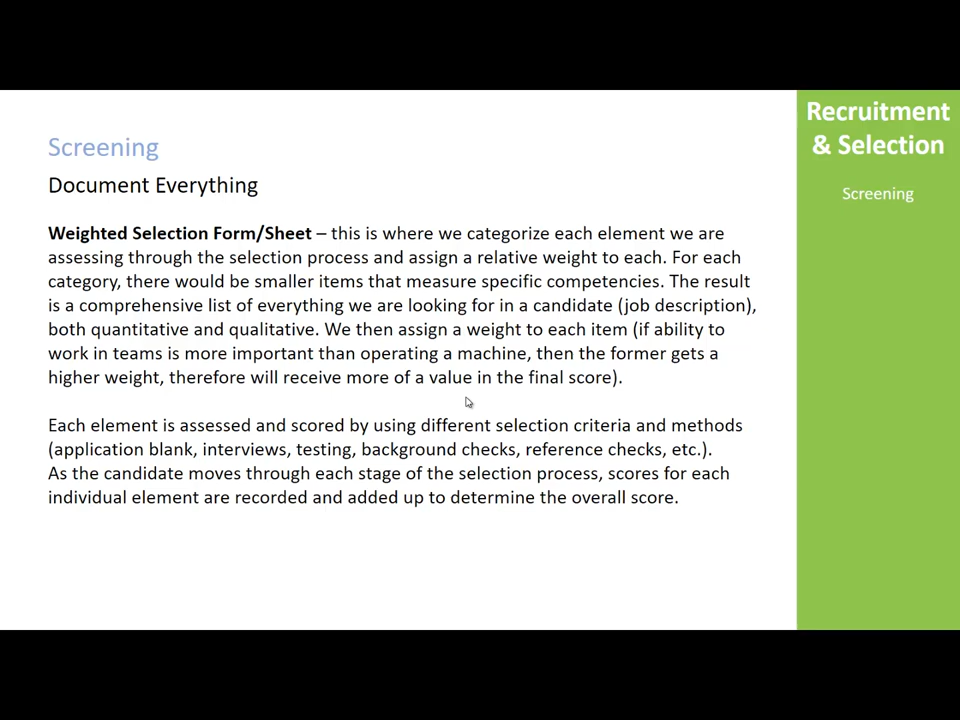 Recruitment
& Selection
Screening
Screening
Document Everything
Weighted Selection Form/Sheet – this is where we categorize each element we are
assessing through the selection process and assign a relative weight to each. For each
category, there would be smaller items that measure specific competencies. The result
is a comprehensive list of everything we are looking for in a candidate (job description),
both quantitative and qualitative. We then assign a weight to each item (if ability to
work in teams is more important than operating a machine, then the former gets a
higher weight, therefore will receive more of a value in the final score).
Each element is assessed and scored by using different selection criteria and methods
(application blank, interviews, testing, background checks, reference checks, etc.).
As the candidate moves through each stage of the selection process, scores for each
individual element are recorded and added up to determine the overall score.